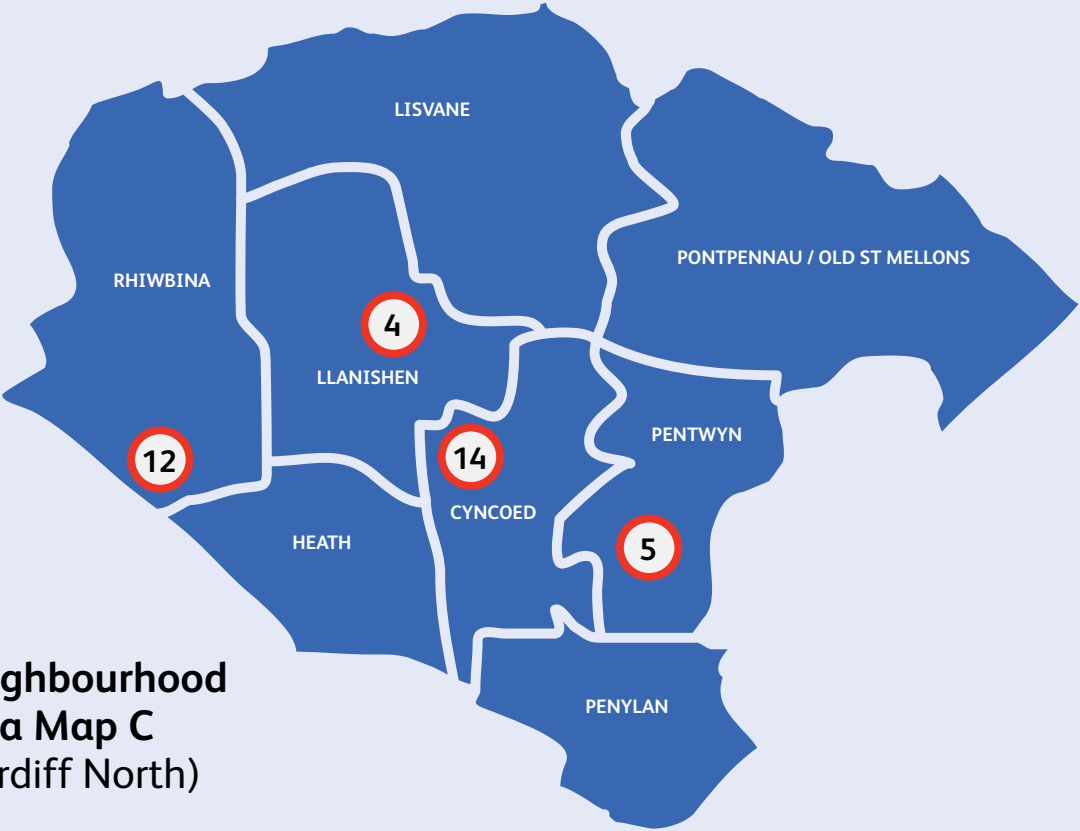 LISVANE
PONTPENNAU / OLD ST MELLONS
RHIWBINA
4
LLANISHEN
12
14
PENTWYN
CYNCOED
HEATH
5
PENYLAN
ghbourhood
a Map C
rdiff North)